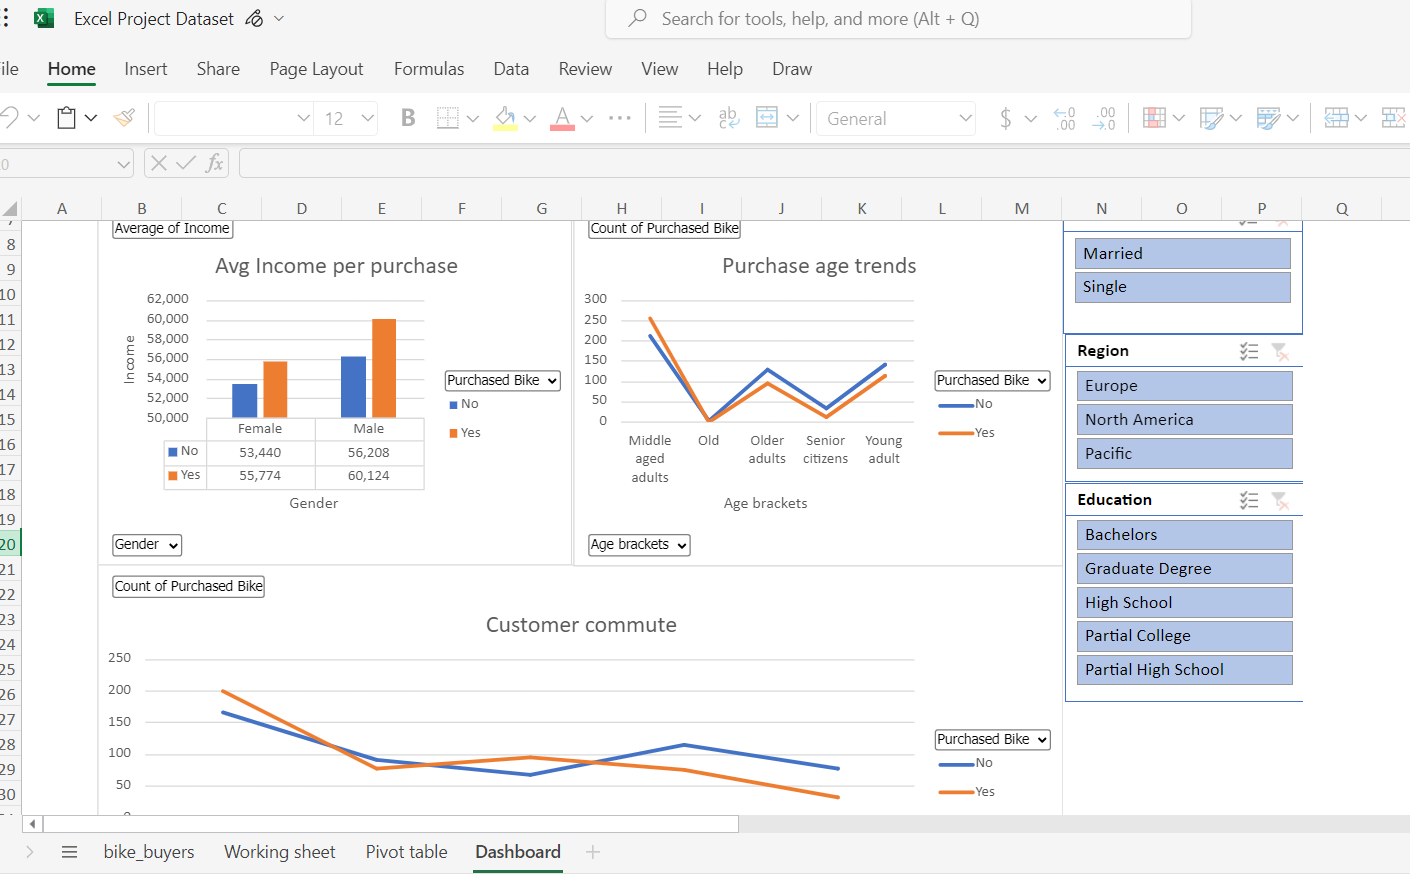 Excel Project Dataset
Search for tools, help, and more (Alt + Q)
ile Home Insert Share Page Layout Formulas Data Review View Help Draw
12 B A ab $ General .00 .00
0 fx
A B C D E F G H I J K L M N O P Q
8
9
10
11
12
13
14
15
16
17
18
19
20
21
22
23
24
25
26
27
28
29
30
Average of Income
Avg Income per purchase
62,000
60,000
58,000
56,000
54,000
52,000
50,000
Income
Female Male
No 53,440 56,208
Yes 55,774 60,124
Gender
Purchased Bike
No
Yes
Gender
Count of Purchased Bike
Purchase age trends
300
250
200
150
100
50
0
Middle aged adults
Old
Older adults
Senior citizens
Young adult
Age brackets
Purchased Bike
No
Yes
Age brackets
Married
Single
Region
Europe
North America
Pacific
Education
Bachelors
Graduate Degree
High School
Partial College
Partial High School
Count of Purchased Bike
Customer commute
250
200
150
100
50
Purchased Bike
No
Yes
bike_buyers Working sheet Pivot table Dashboard